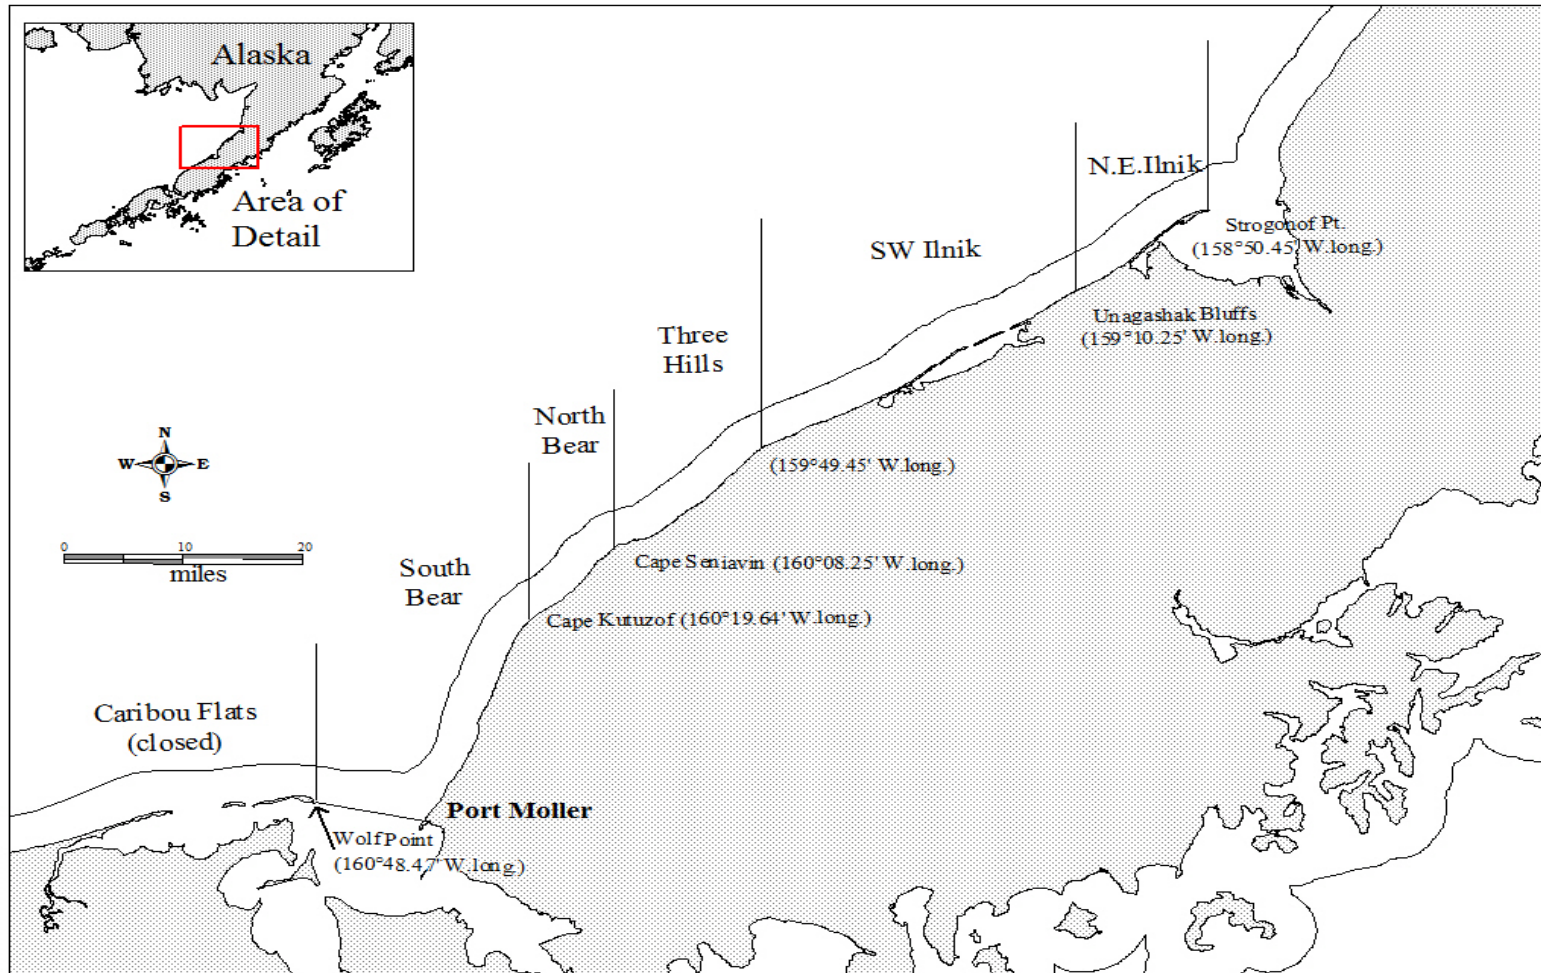 Alaska
Area of
Detail
N.E.Ilnik
Strogonof Pt.
(158°50.45' W.long.)
SW Ilnik
Unagashak Bluffs
(159°10.25' W.long.)
Three
Hills
North
Bear
(159°49.45' W.long.)
N
W E
S
0 10 20
miles
South
Bear
Cape Seniavin (160°08.25' W.long.)
Cape Kutuzof (160°19.64' W.long.)
Caribou Flats
(closed)
Port Moller
Wolf Point
(160°48.47' W.long.)